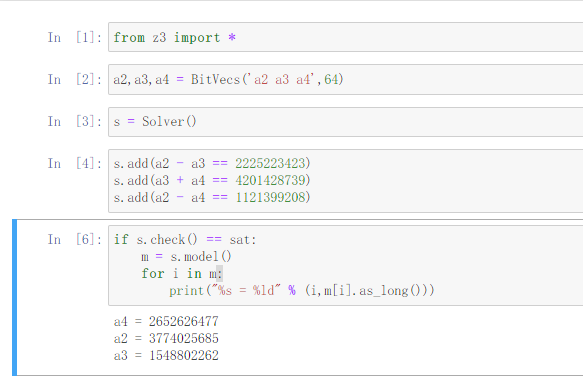 In [1]: from z3 import *
In [2]: a2,a3,a4 = BitVecs('a2 a3 a4',64)
In [3]: s = Solver()
In [4]: s.add(a2 - a3 == 2225223423)
s.add(a3 + a4 == 4201428739)
s.add(a2 - a4 == 1121399208)
In [6]: if s.check() == sat:
    m = s.model()
    for i in m:
        print("%s = %ld" % (i,m[i].as_long()))
a4 = 2652626477
a2 = 3774025685
a3 = 1548802262